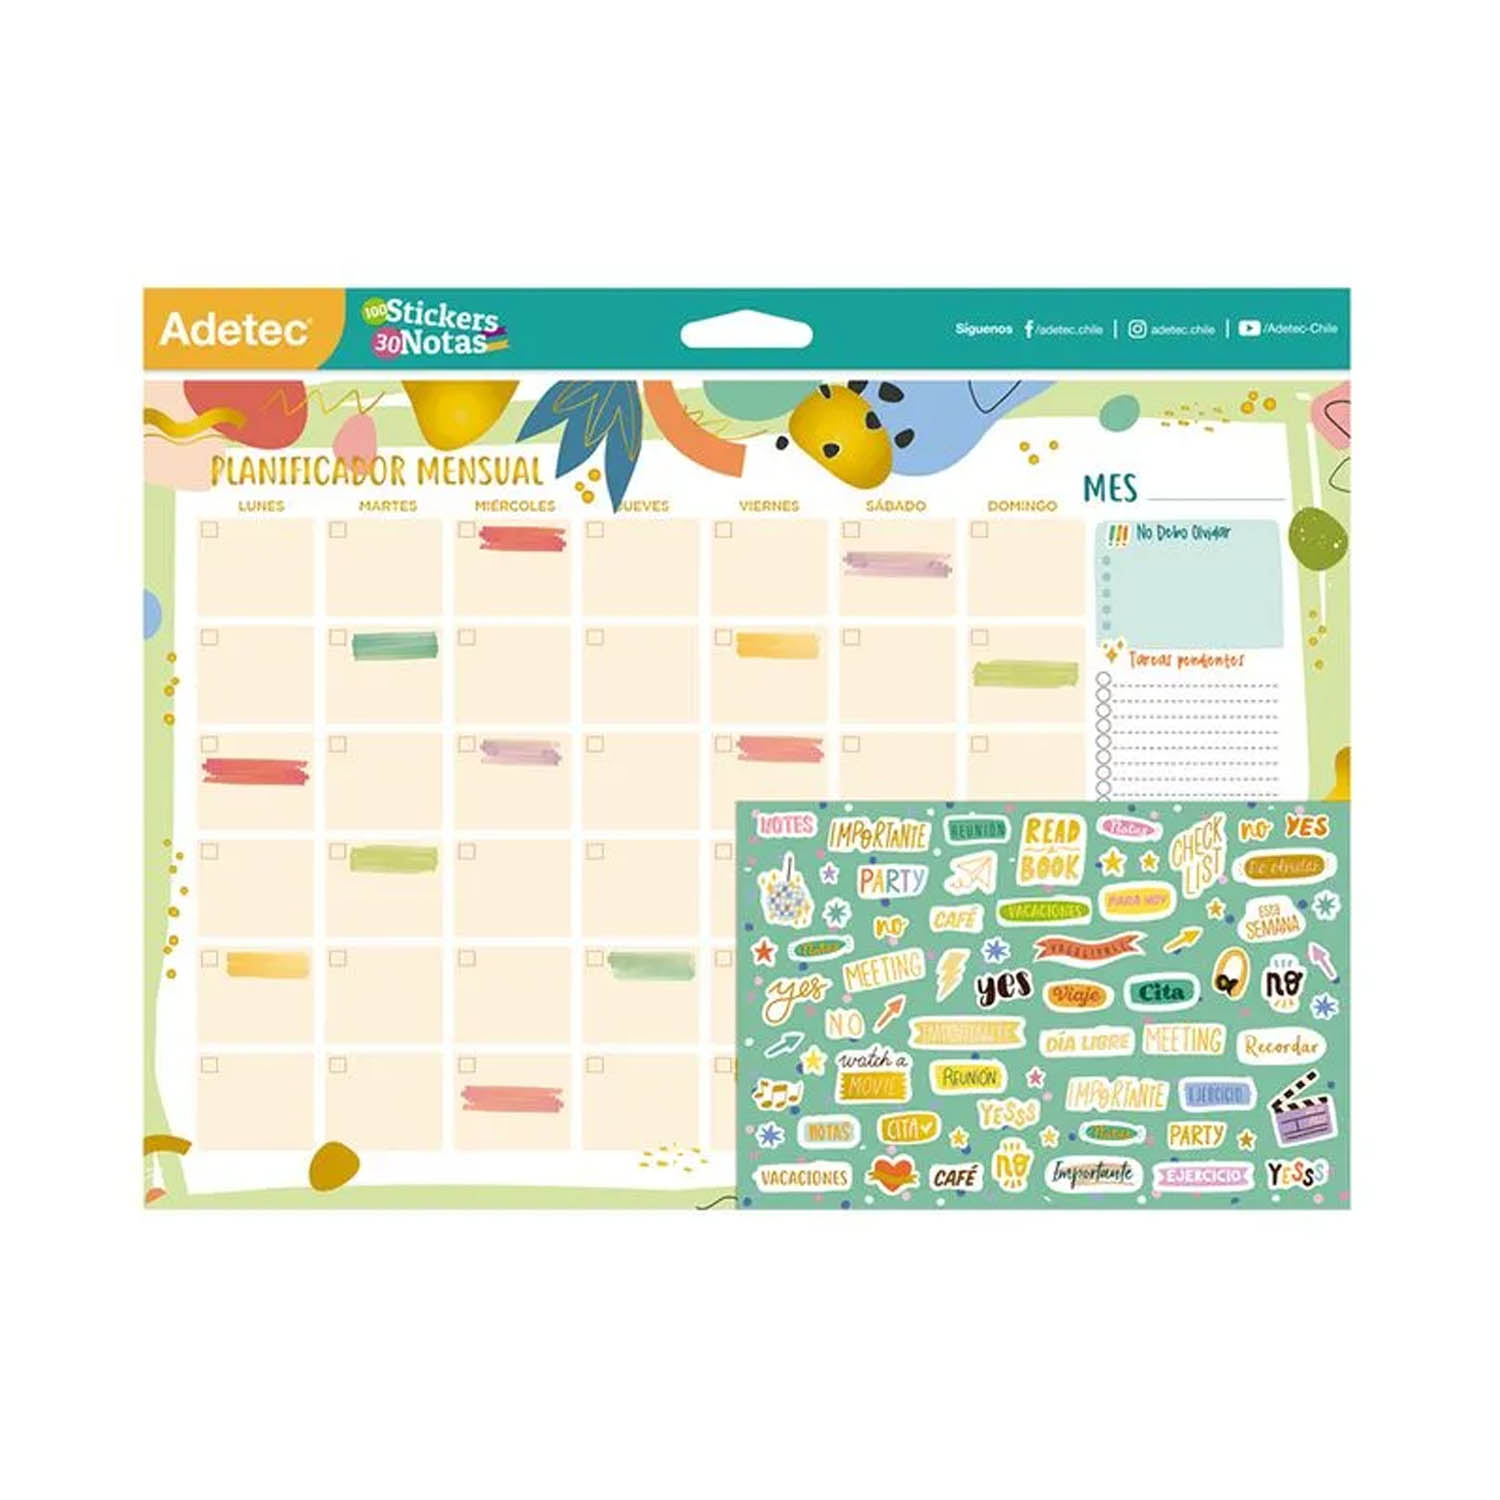 Adetec®
100 Stickers
30 Notas
Síguenos /adetec.chile | adetec.chile | /Adetec-Chile
PLANIFICADOR MENSUAL
MES
LUNES MARTES MIÉRCOLES JUEVES VIERNES SÁBADO DOMINGO
!!! No Debo Olvidar
Tareas pendientes
NOTES IMPORTANTE REUNIÓN READ A BOOK Notas CHECK LIST no YES
PARTY No olvidar
no CAFÉ VACACIONES PARA HOY ESTA SEMANA
Notas MEETING VACACIONES
yes yes Viaje Cita no
NO IMPORTANTE DÍA LIBRE MEETING Recordar
watch a MOVIE REUNIÓN IMPORTANTE EJERCICIO
YESSS
NOTAS CITA Notas PARTY
VACACIONES CAFÉ no Importante EJERCICIO YESSS